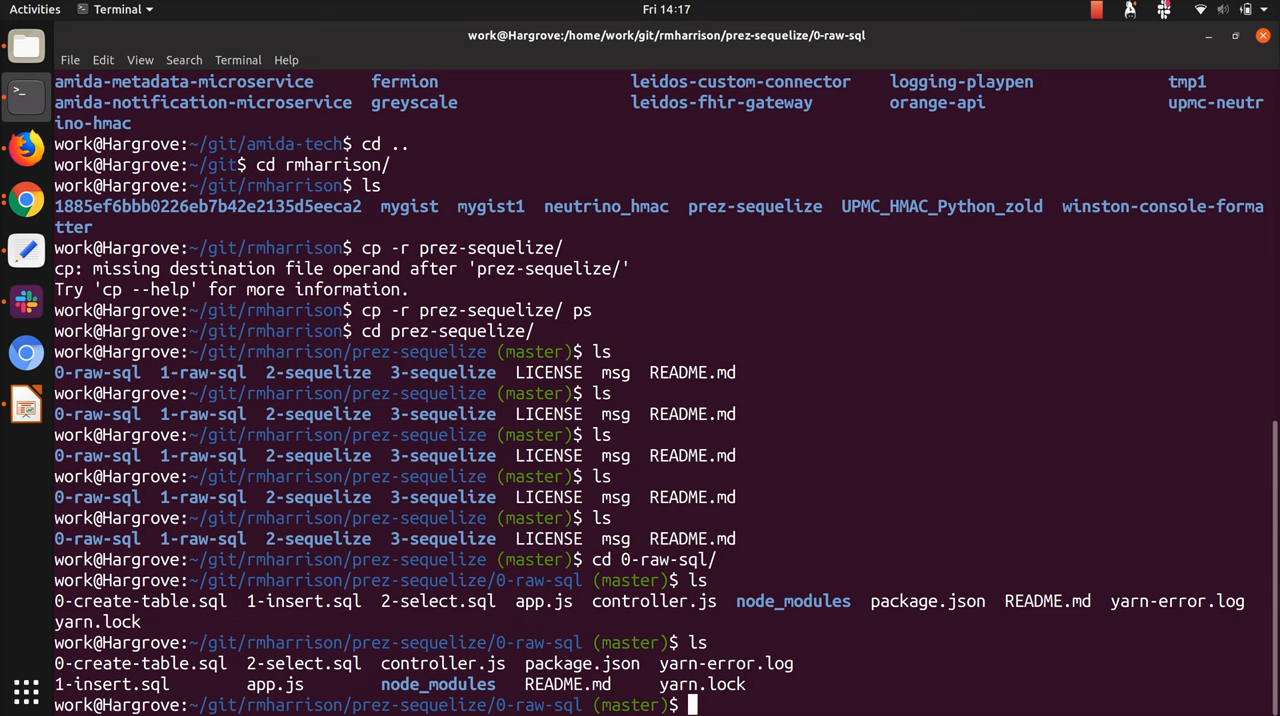 Activities Terminal Fri 14:17
work@Hargrove:/home/work/git/rmharrison/prez-sequelize/0-raw-sql
File Edit View Search Terminal Help
amida-metadata-microservice fermion leidos-custom-connector logging-playpen tmp1
amida-notification-microservice greyscale leidos-fhir-gateway orange-api upmc-neutr
ino-hmac
work@Hargrove:~/git/amida-tech$ cd ..
work@Hargrove:~/git$ cd rmharrison/
work@Hargrove:~/git/rmharrison$ ls
1885ef6bbb0226eb7b42e2135d5eeca2 mygist mygist1 neutrino_hmac prez-sequelize UPMC_HMAC_Python_zold winston-console-forma
tter
work@Hargrove:~/git/rmharrison$ cp -r prez-sequelize/
cp: missing destination file operand after 'prez-sequelize/'
Try 'cp --help' for more information.
work@Hargrove:~/git/rmharrison$ cp -r prez-sequelize/ ps
work@Hargrove:~/git/rmharrison$ cd prez-sequelize/
work@Hargrove:~/git/rmharrison/prez-sequelize (master)$ ls
0-raw-sql 1-raw-sql 2-sequelize 3-sequelize LICENSE msg README.md
work@Hargrove:~/git/rmharrison/prez-sequelize (master)$ ls
0-raw-sql 1-raw-sql 2-sequelize 3-sequelize LICENSE msg README.md
work@Hargrove:~/git/rmharrison/prez-sequelize (master)$ ls
0-raw-sql 1-raw-sql 2-sequelize 3-sequelize LICENSE msg README.md
work@Hargrove:~/git/rmharrison/prez-sequelize (master)$ ls
0-raw-sql 1-raw-sql 2-sequelize 3-sequelize LICENSE msg README.md
work@Hargrove:~/git/rmharrison/prez-sequelize (master)$ ls
0-raw-sql 1-raw-sql 2-sequelize 3-sequelize LICENSE msg README.md
work@Hargrove:~/git/rmharrison/prez-sequelize (master)$ cd 0-raw-sql/
work@Hargrove:~/git/rmharrison/prez-sequelize/0-raw-sql (master)$ ls
0-create-table.sql 1-insert.sql 2-select.sql app.js controller.js node_modules package.json README.md yarn-error.log
yarn.lock
work@Hargrove:~/git/rmharrison/prez-sequelize/0-raw-sql (master)$ ls
0-create-table.sql 2-select.sql controller.js package.json yarn-error.log
1-insert.sql app.js node_modules README.md yarn.lock
work@Hargrove:~/git/rmharrison/prez-sequelize/0-raw-sql (master)$